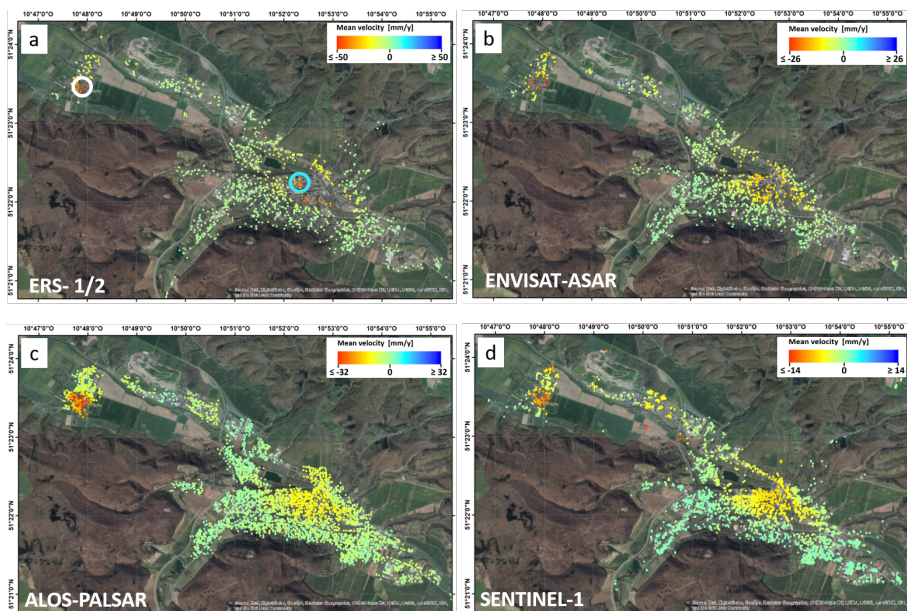 10°47'0" 10°48'0" 10°49'0" 10°50'0" 10°51'0" 10°52'0" 10°53'0" 10°54'0" 10°55'0"
a
Mean velocity [mm/y]
≤ -50 0 ≥ 50
51°24'0"N
51°23'0"N
51°22'0"N
51°21'0"N
ERS- 1/2
10°47'0" 10°48'0" 10°49'0" 10°50'0" 10°51'0" 10°52'0" 10°53'0" 10°54'0" 10°55'0"
b
Mean velocity [mm/y]
≤ -26 0 ≥ 26
51°24'0"N
51°23'0"N
51°22'0"N
51°21'0"N
ENVISAT-ASAR
10°47'0" 10°48'0" 10°49'0" 10°50'0" 10°51'0" 10°52'0" 10°53'0" 10°54'0" 10°55'0"
c
Mean velocity [mm/y]
≤ -32 0 ≥ 32
51°24'0"N
51°23'0"N
51°22'0"N
51°21'0"N
ALOS-PALSAR
10°47'0" 10°48'0" 10°49'0" 10°50'0" 10°51'0" 10°52'0" 10°53'0" 10°54'0" 10°55'0"
d
Mean velocity [mm/y]
≤ -14 0 ≥ 14
51°24'0"N
51°23'0"N
51°22'0"N
51°21'0"N
SENTINEL-1